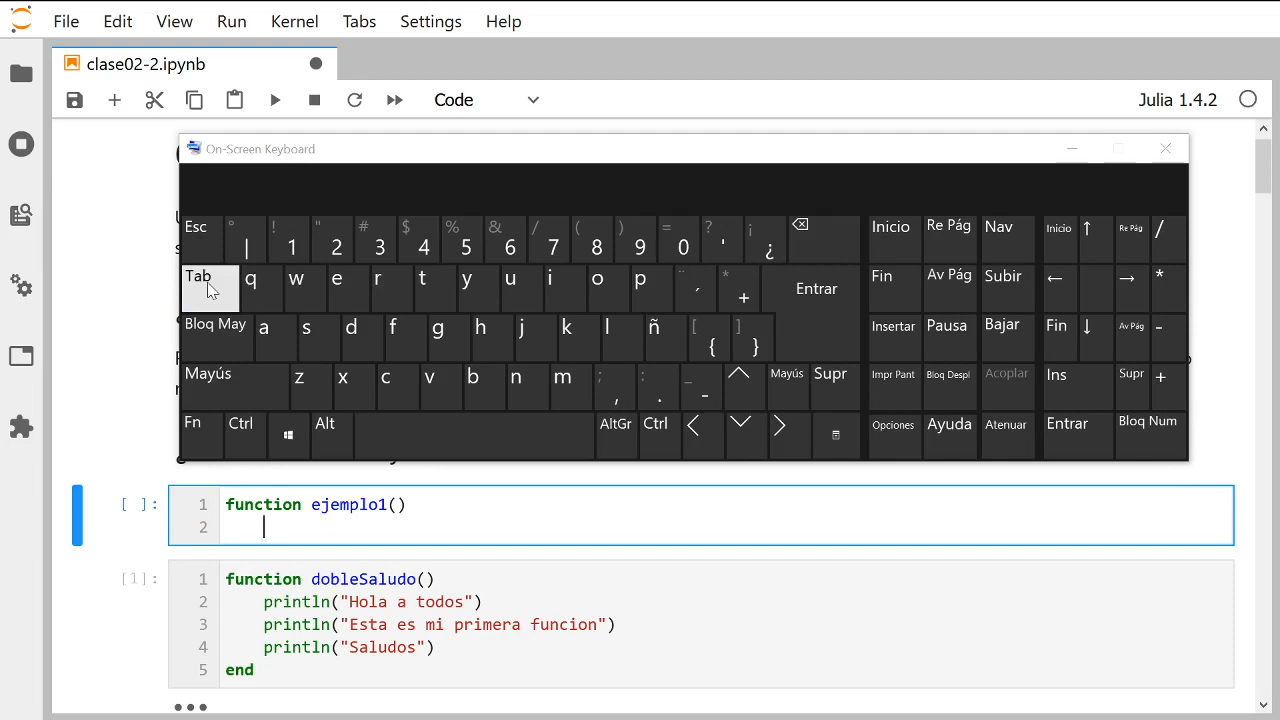 File Edit View Run Kernel Tabs Settings Help
clase02-2.ipynb
Code Julia 1.4.2
On-Screen Keyboard
Esc ° | ! 1 " 2 # 3 $ 4 % 5 & 6 / 7 ( 8 ) 9 = 0 ? ' ¡ ¿ Inicio Re Pág Nav Inicio ↑ Re Pág /
Tab q w e r t y u i o p ¨ ´ * + Entrar Fin Av Pág Subir ← → *
Bloq May a s d f g h j k l ñ [ { ] } Insertar Pausa Bajar Fin ↓ Av Pág -
Mayús z x c v b n m ; , : . _ - Mayús Supr Impr Pant Bloq Despl Acoplar Ins Supr +
Fn Ctrl Alt AltGr Ctrl Opciones Ayuda Atenuar Entrar Bloq Num
[ ]: 1 function ejemplo1()
2
[1]: 1 function dobleSaludo()
2 println("Hola a todos")
3 println("Esta es mi primera funcion")
4 println("Saludos")
5 end